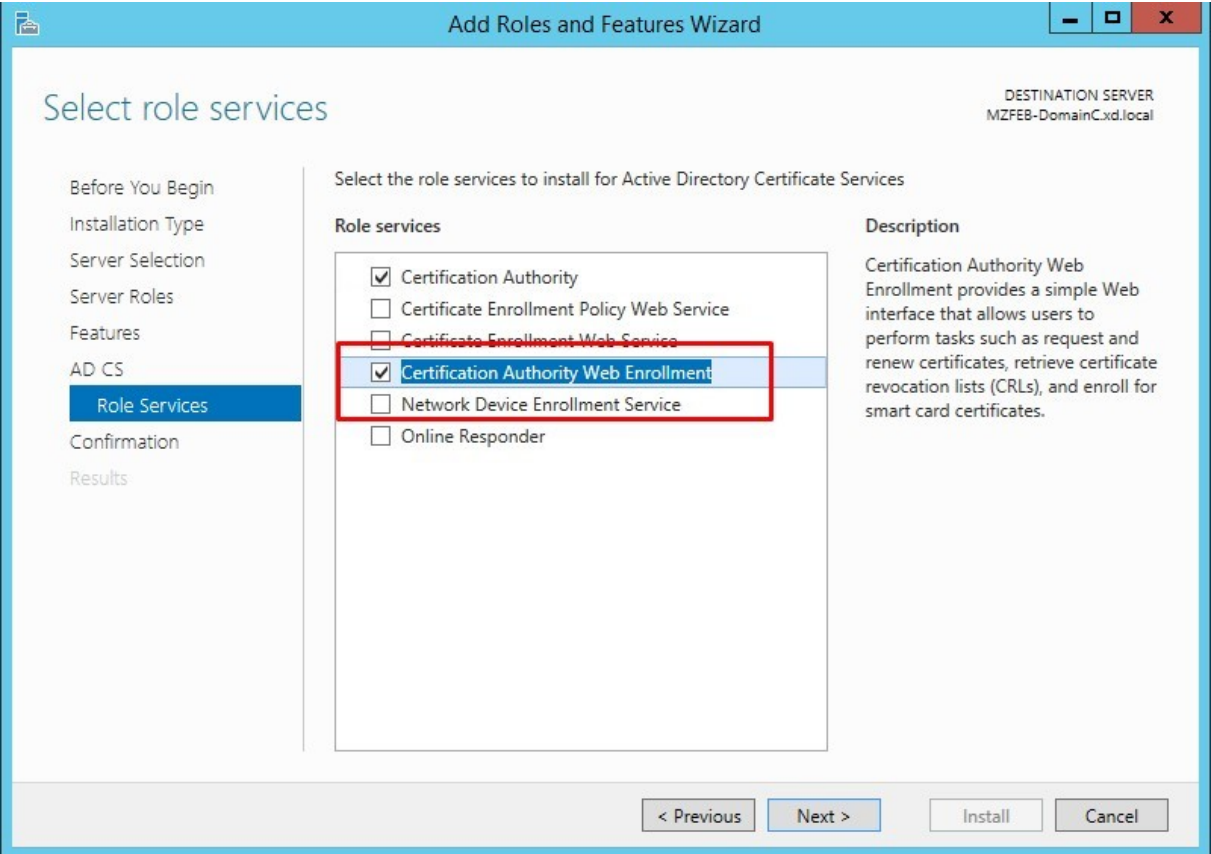 Add Roles and Features Wizard
Select role services
DESTINATION SERVER
MZFEB-DomainC.xd.local
Before You Begin
Installation Type
Server Selection
Server Roles
Features
AD CS
Role Services
Confirmation
Results
Select the role services to install for Active Directory Certificate Services
Role services
Certification Authority
Certificate Enrollment Policy Web Service
Certificate Enrollment Web Service
Certification Authority Web Enrollment
Network Device Enrollment Service
Online Responder
Description
Certification Authority Web
Enrollment provides a simple Web
interface that allows users to
perform tasks such as request and
renew certificates, retrieve certificate
revocation lists (CRLs), and enroll for
smart card certificates.
< Previous
Next >
Install
Cancel